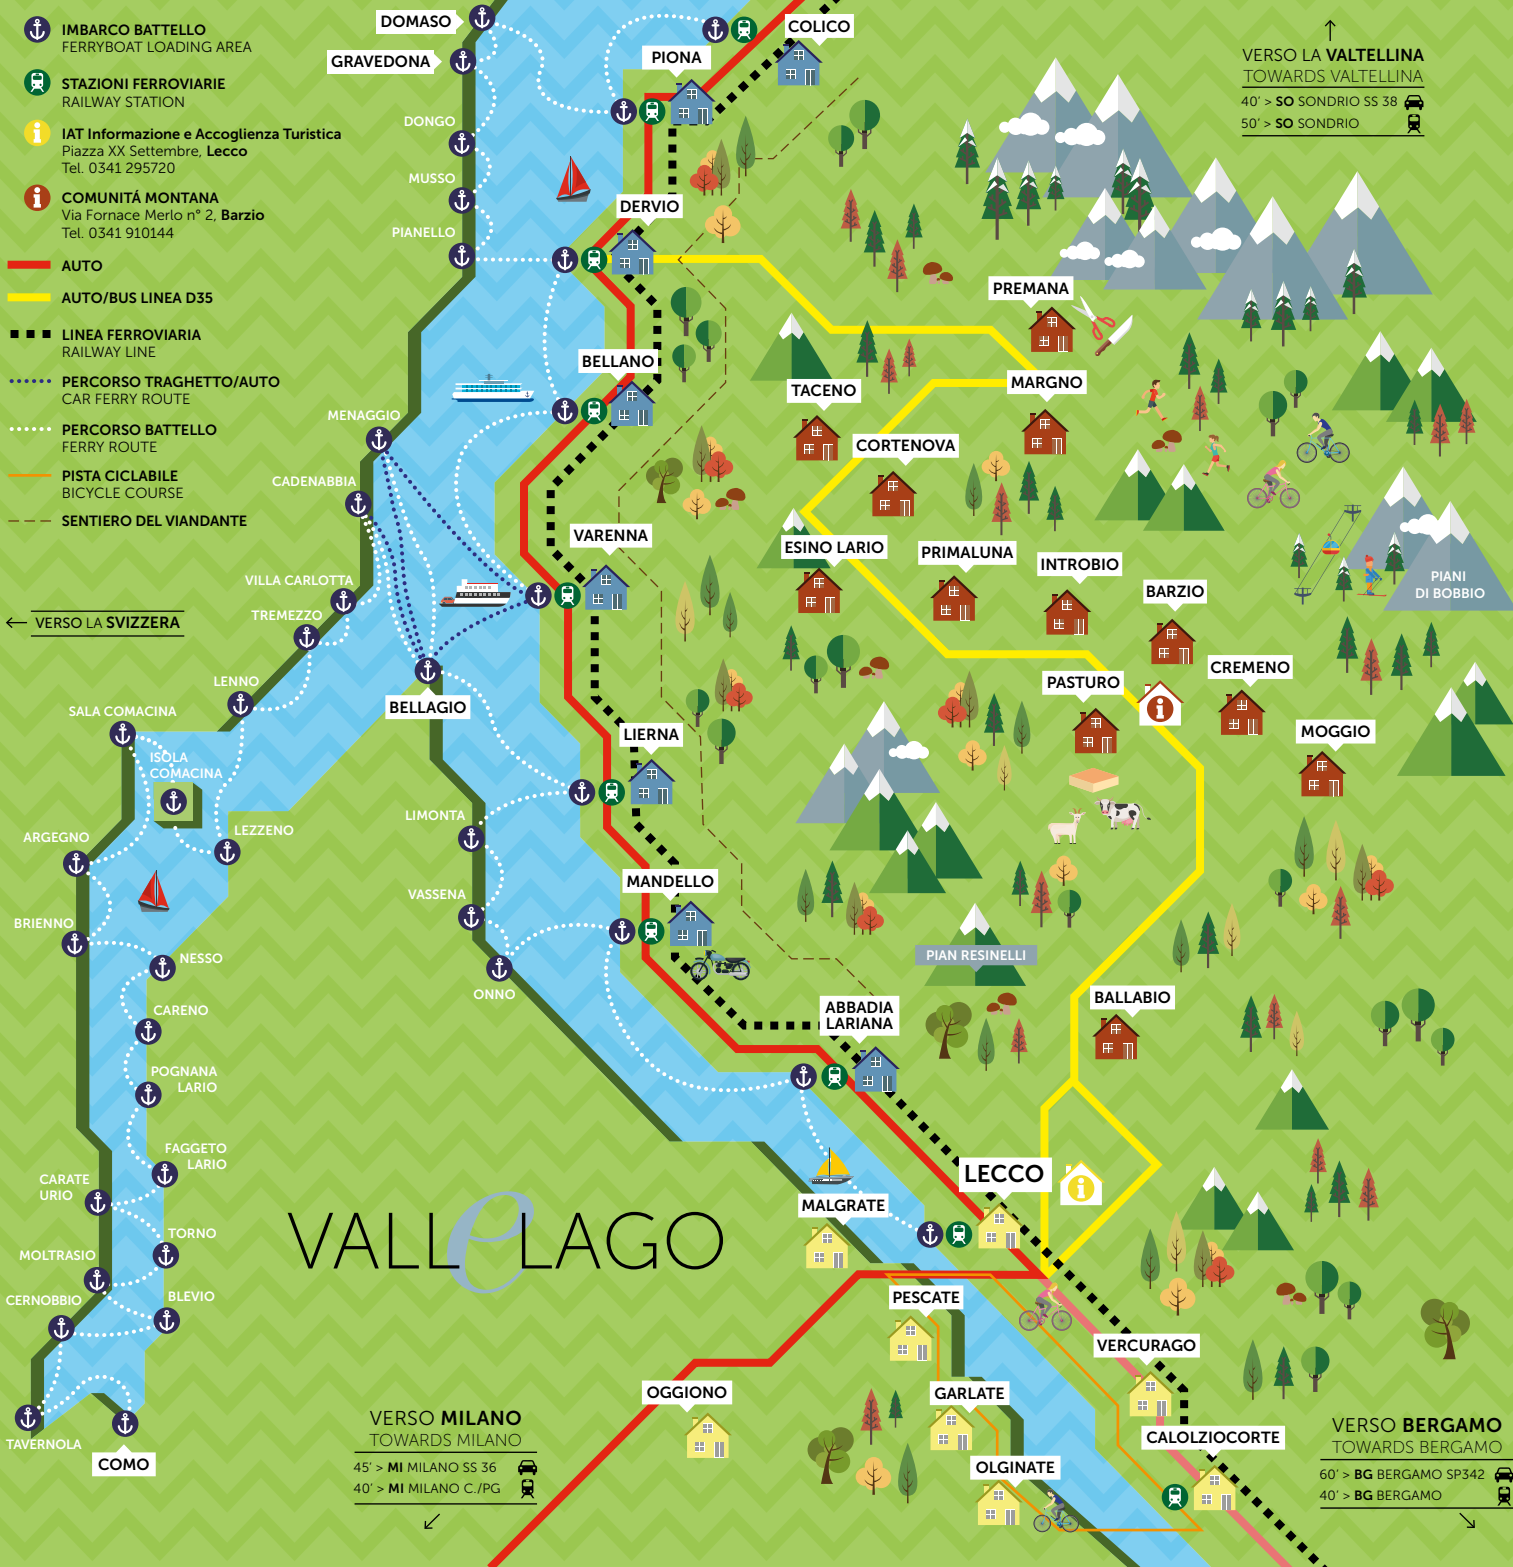 IMBARCO BATTELLO
FERRYBOAT LOADING AREA
STAZIONI FERROVIARIE
RAILWAY STATION
IAT Informazione e Accoglienza Turistica
Piazza XX Settembre, Lecco
Tel. 0341 295720
COMUNITÁ MONTANA
Via Fornace Merlo n° 2, Barzio
Tel. 0341 910144
AUTO
AUTO/BUS LINEA D35
LINEA FERROVIARIA
RAILWAY LINE
PERCORSO TRAGHETTO/AUTO
CAR FERRY ROUTE
PERCORSO BATTELLO
FERRY ROUTE
PISTA CICLABILE
BICYCLE COURSE
SENTIERO DEL VIANDANTE
VERSO LA SVIZZERA
VERSO LA VALTELLINA
TOWARDS VALTELLINA
40' > SO SONDRIO SS 38
50' > SO SONDRIO
DOMASO
GRAVEDONA
DONGO
MUSSO
PIANELLO
MENAGGIO
CADENABBIA
VILLA CARLOTTA
TREMEZZO
LENNO
SALA COMACINA
ISOLA
COMACINA
LEZZENO
ARGEGNO
BRIENNO
NESSO
CARENO
POGNANA
LARIO
FAGGETO
LARIO
CARATE
URIO
TORNO
MOLTRASIO
CERNOBBIO
BLEVIO
TAVERNOLA
COMO
BELLAGIO
LIMONTA
VASSENA
ONNO
COLICO
PIONA
DERVIO
BELLANO
VARENNA
LIERNA
MANDELLO
ABBADIA
LARIANA
LECCO
MALGRATE
PESCATE
GARLATE
OLGINATE
OGGIONO
VERCURAGO
CALOLZIOCORTE
PREMANA
MARGNO
TACENO
CORTENOVA
ESINO LARIO
PRIMALUNA
INTROBIO
BARZIO
CREMENO
PASTURO
MOGGIO
PIANI
DI BOBBIO
PIAN RESINELLI
BALLABIO
VALLeLAGO
VERSO MILANO
TOWARDS MILANO
45' > MI MILANO SS 36
40' > MI MILANO C./PG
VERSO BERGAMO
TOWARDS BERGAMO
60' > BG BERGAMO SP342
40' > BG BERGAMO